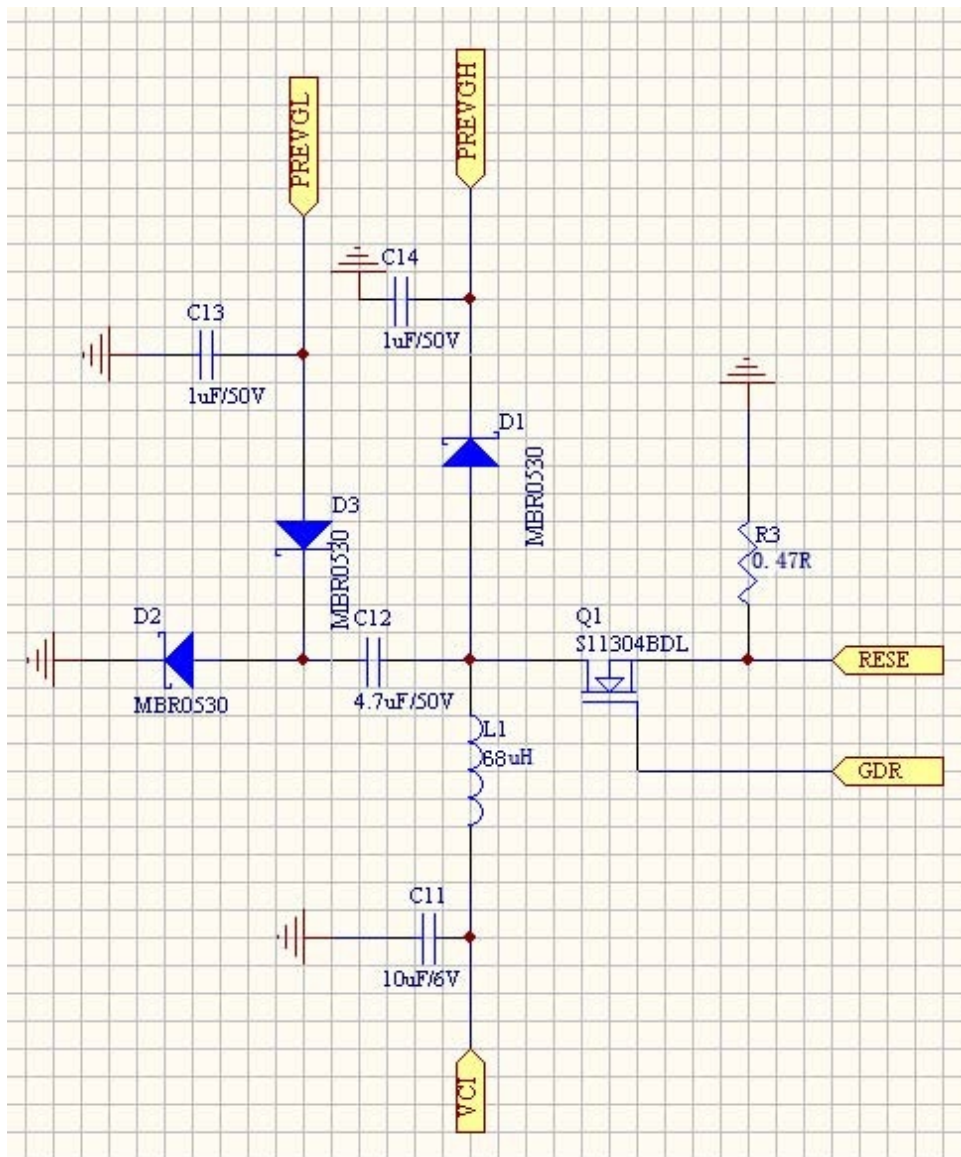 PREVGL
PREVGH
C14
1uF/50V
C13
1uF/50V
D1
MBR0530
D3
MBR0530
R3
0.47R
D2
MBR0530
C12
4.7uF/50V
Q1
S11304BDL
RESE
GDR
L1
68uH
C11
10uF/6V
VCI